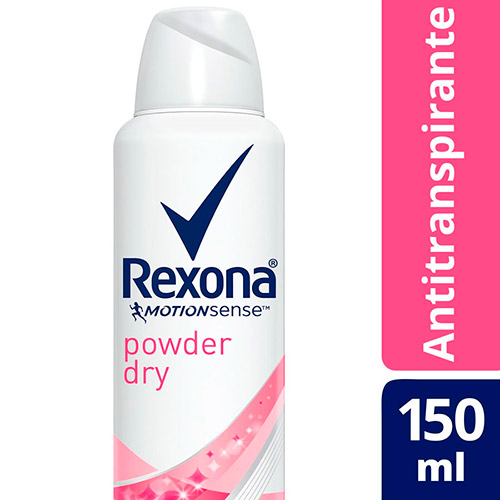 Rexona®
MOTIONsense™
powder
dry
Antitranspirante
150
ml